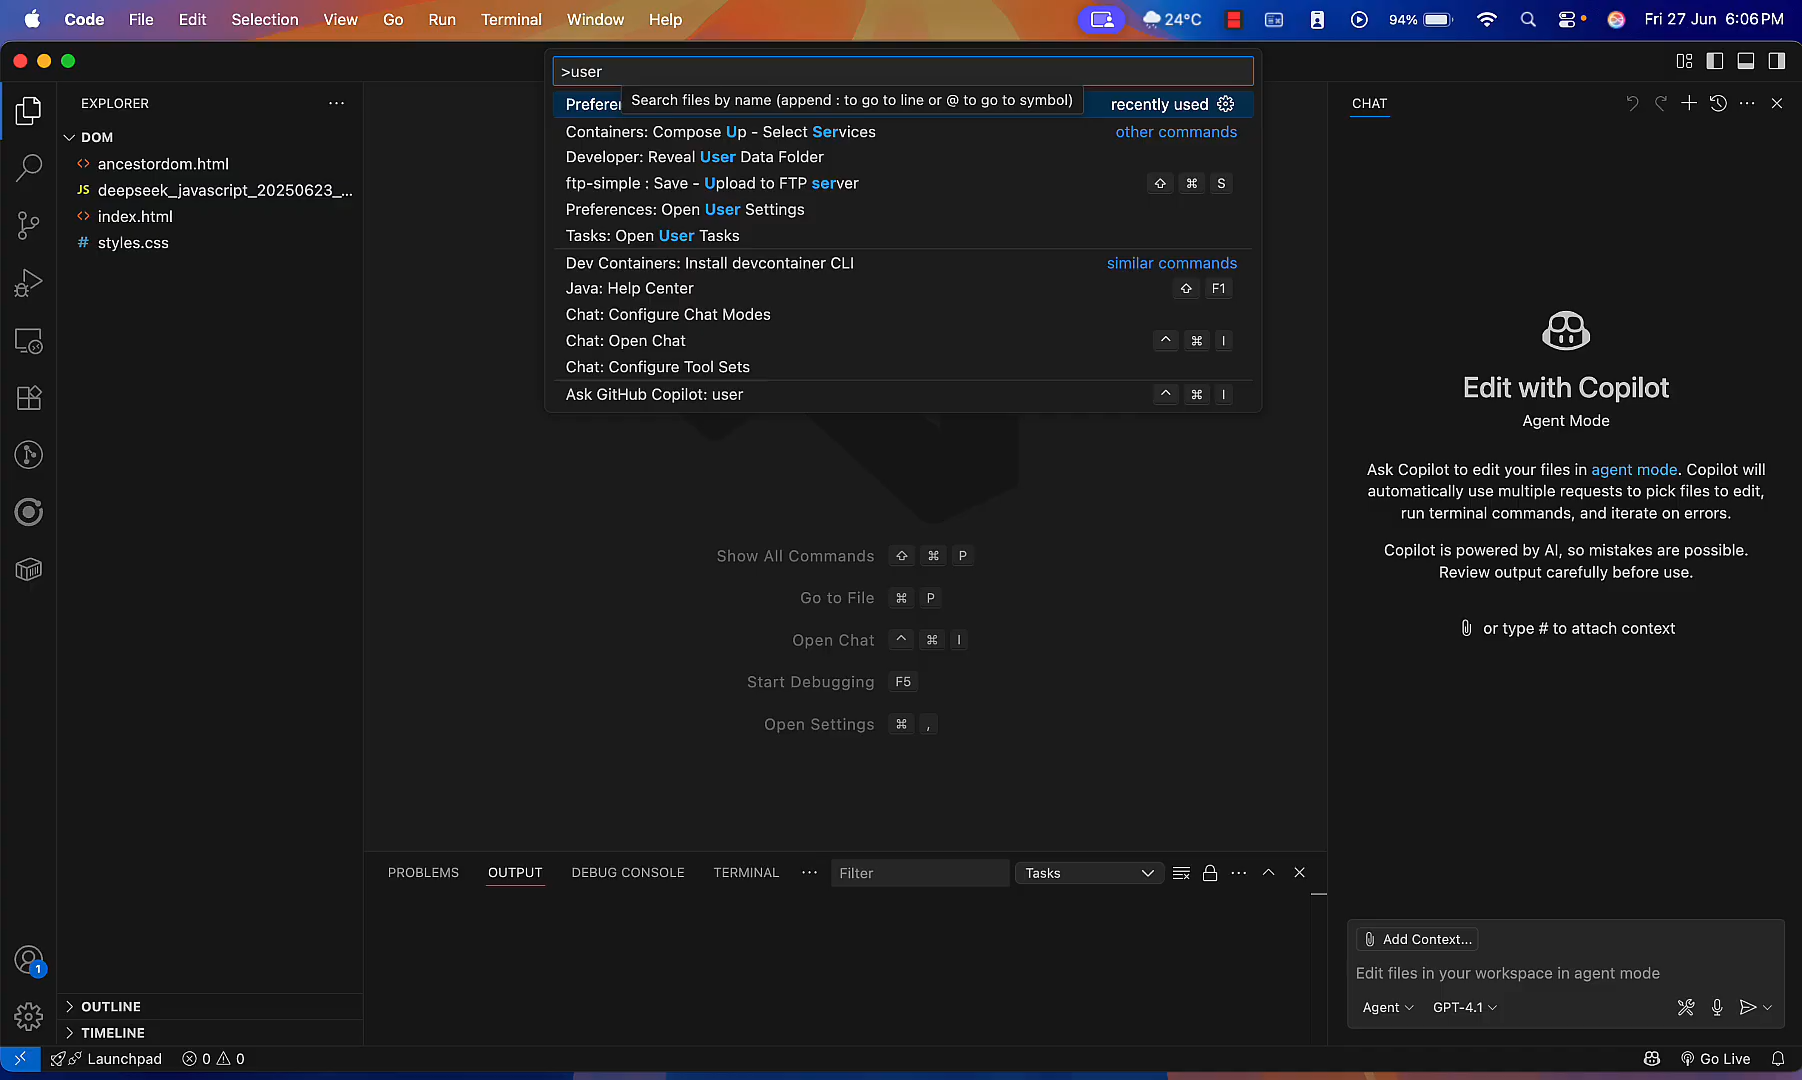 Code File Edit Selection View Go Run Terminal Window Help 24°C 94% Fri 27 Jun 6:06 PM
>user
Search files by name (append : to go to line or @ to go to symbol)
recently used
Containers: Compose Up - Select Services other commands
Developer: Reveal User Data Folder
ftp-simple : Save - Upload to FTP server ⇧ ⌘ S
Preferences: Open User Settings
Tasks: Open User Tasks
Dev Containers: Install devcontainer CLI similar commands
Java: Help Center ⇧ F1
Chat: Configure Chat Modes
Chat: Open Chat ^ ⌘ I
Chat: Configure Tool Sets
Ask GitHub Copilot: user ^ ⌘ I
EXPLORER
DOM
<> ancestordom.html
JS deepseek_javascript_20250623_...
<> index.html
# styles.css
OUTLINE
TIMELINE
1
Show All Commands ⇧ ⌘ P
Go to File ⌘ P
Open Chat ^ ⌘ I
Start Debugging F5
Open Settings ⌘ ,
PROBLEMS OUTPUT DEBUG CONSOLE TERMINAL ... Filter Tasks
CHAT
Edit with Copilot
Agent Mode
Ask Copilot to edit your files in agent mode. Copilot will
automatically use multiple requests to pick files to edit,
run terminal commands, and iterate on errors.
Copilot is powered by AI, so mistakes are possible.
Review output carefully before use.
or type # to attach context
Add Context...
Edit files in your workspace in agent mode
Agent GPT-4.1
Launchpad 0 0 Go Live